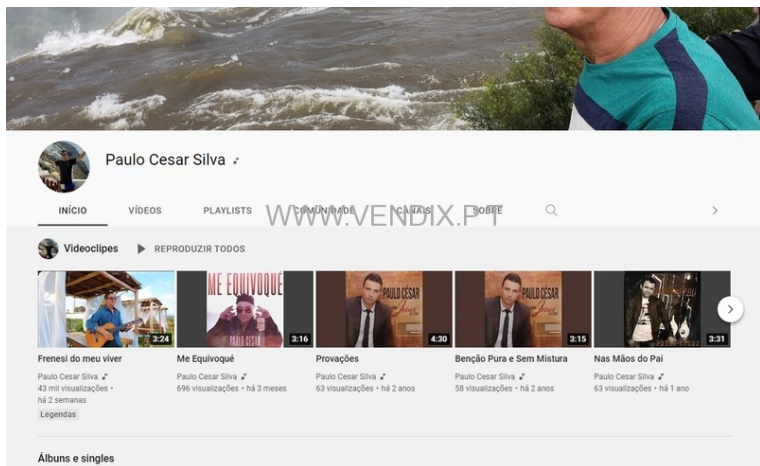 Paulo Cesar Silva ♪
INÍCIO VÍDEOS PLAYLISTS COMUNIDADE CANAIS SOBRE
WWW.VENDIX.PT
Videoclipes REPRODUZIR TODOS
ME EQUIVOQUÉ
PAULO CESAR
PAULO CÉSAR
PAULO CÉSAR
3:24 3:16 4:30 3:15 3:31
Frenesi do meu viver Me Equivoqué Provações Benção Pura e Sem Mistura Nas Mãos do Pai
Paulo Cesar Silva ♪ Paulo Cesar Silva ♪ Paulo Cesar Silva ♪ Paulo Cesar Silva ♪ Paulo Cesar Silva ♪
43 mil visualizações • 696 visualizações • há 3 meses 63 visualizações • há 2 anos 58 visualizações • há 2 anos 63 visualizações • há 1 ano
há 2 semanas
Legendas
Álbuns e singles